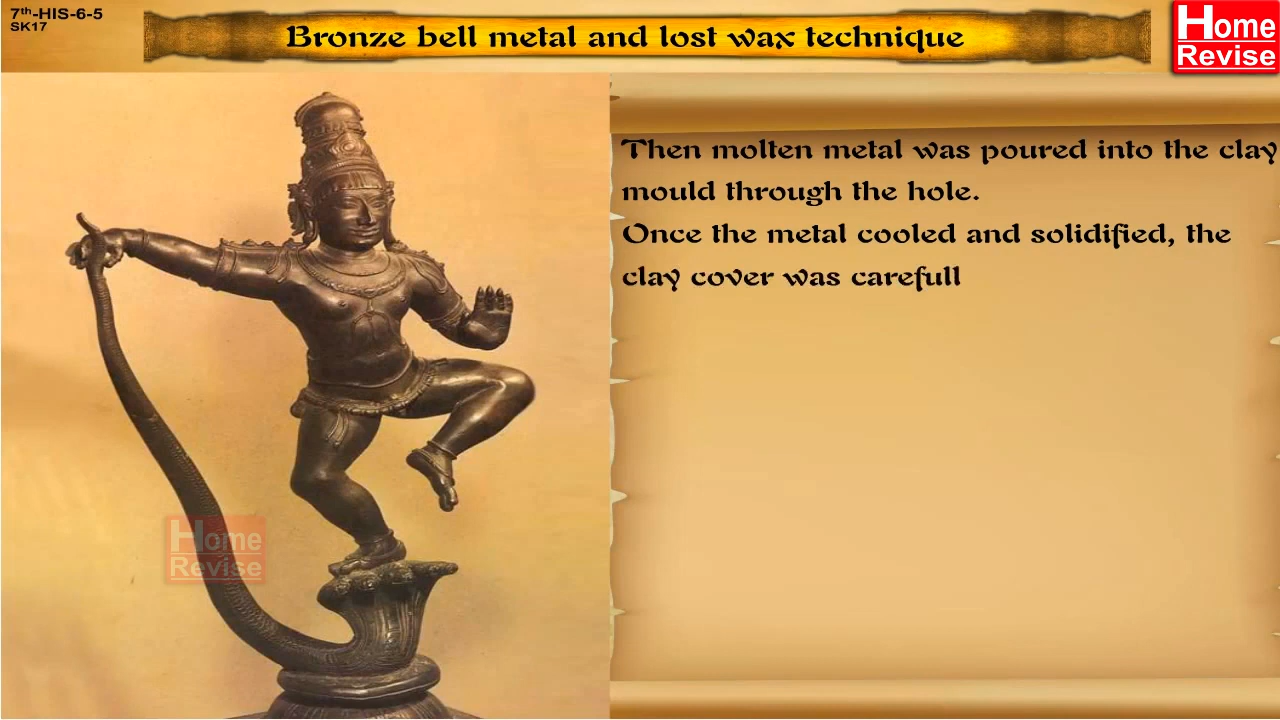 7th-HIS-6-5
SK17
Bronze bell metal and lost wax technique
Home
Revise
Then molten metal was poured into the clay
mould through the hole.
Once the metal cooled and solidified, the
clay cover was carefull
Home
Revise